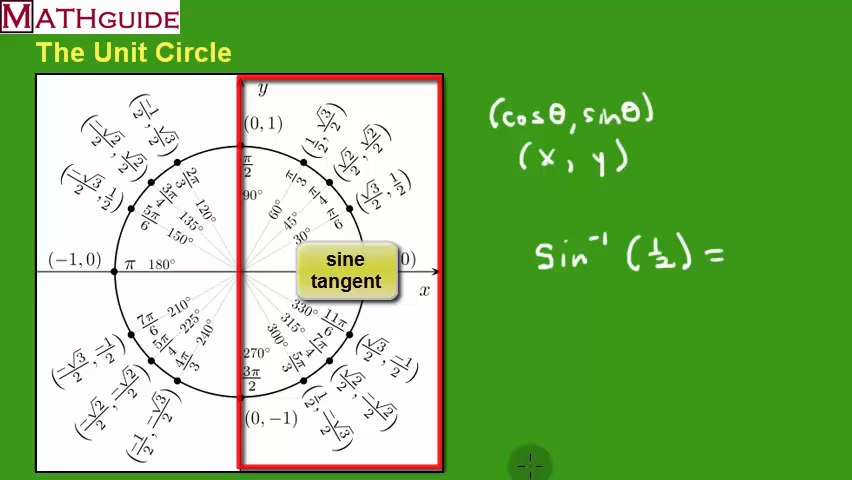 MATHGUIDE
The Unit Circle
y
(0, 1)
(-1/2, √3/2)
(-√2/2, √2/2)
(-√3/2, 1/2)
(1/2, √3/2)
(√2/2, √2/2)
(√3/2, 1/2)
π/2
90°
2π/3
120°
3π/4
135°
5π/6
150°
π/3
60°
π/4
45°
π/6
30°
(-1, 0)
π 180°
sine
tangent
0)
x
7π/6
210°
5π/4
225°
4π/3
240°
270°
3π/2
330°
11π/6
315°
7π/4
300°
5π/3
(-√3/2, -1/2)
(-√2/2, -√2/2)
(-1/2, -√3/2)
(0, -1)
(√3/2, -1/2)
(√2/2, -√2/2)
(1/2, -√3/2)
(cosθ, sinθ)
(x, y)
Sin⁻¹ (1/2) =